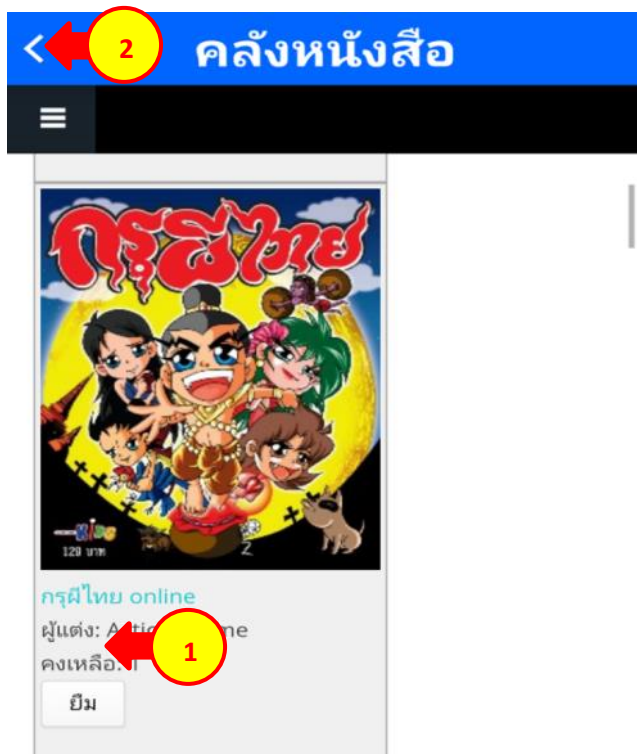 2
คลังหนังสือ
กรุผีไทย
129 บาท
กรุผีไทย online
ผู้แต่ง:
คงเหลือ:
1
ยืม